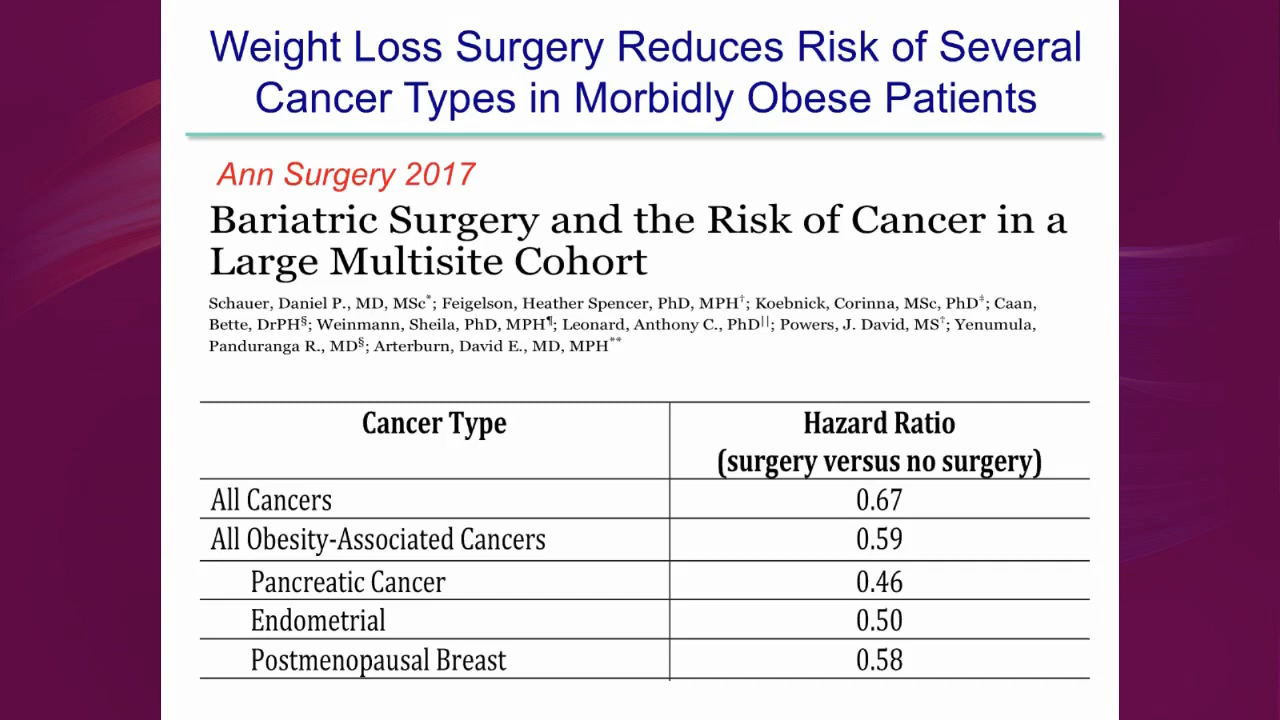 Weight Loss Surgery Reduces Risk of Several
Cancer Types in Morbidly Obese Patients
Ann Surgery 2017
Bariatric Surgery and the Risk of Cancer in a
Large Multisite Cohort
Schauer, Daniel P., MD, MSc*; Feigelson, Heather Spencer, PhD, MPH†; Koebnick, Corinna, MSc, PhD‡; Caan,
Bette, DrPH§; Weinmann, Sheila, PhD, MPH¶; Leonard, Anthony C., PhD||; Powers, J. David, MS†; Yenumula,
Panduranga R., MD§; Arterburn, David E., MD, MPH**
Cancer Type Hazard Ratio
(surgery versus no surgery)
All Cancers 0.67
All Obesity-Associated Cancers 0.59
Pancreatic Cancer 0.46
Endometrial 0.50
Postmenopausal Breast 0.58